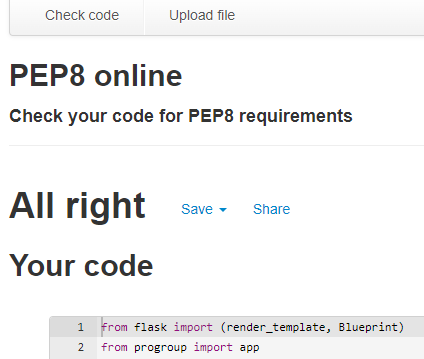 Check code Upload file
PEP8 online
Check your code for PEP8 requirements
All right Save Share
Your code
1 from flask import (render_template, Blueprint)
2 from progroup import app